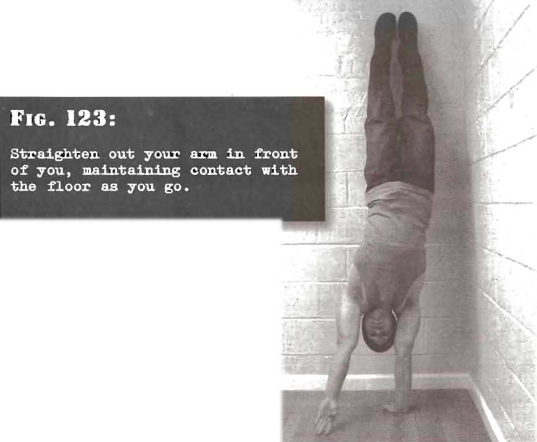 FIG. 123:
Straighten out your arm in front
of you, maintaining contact with
the floor as you go.